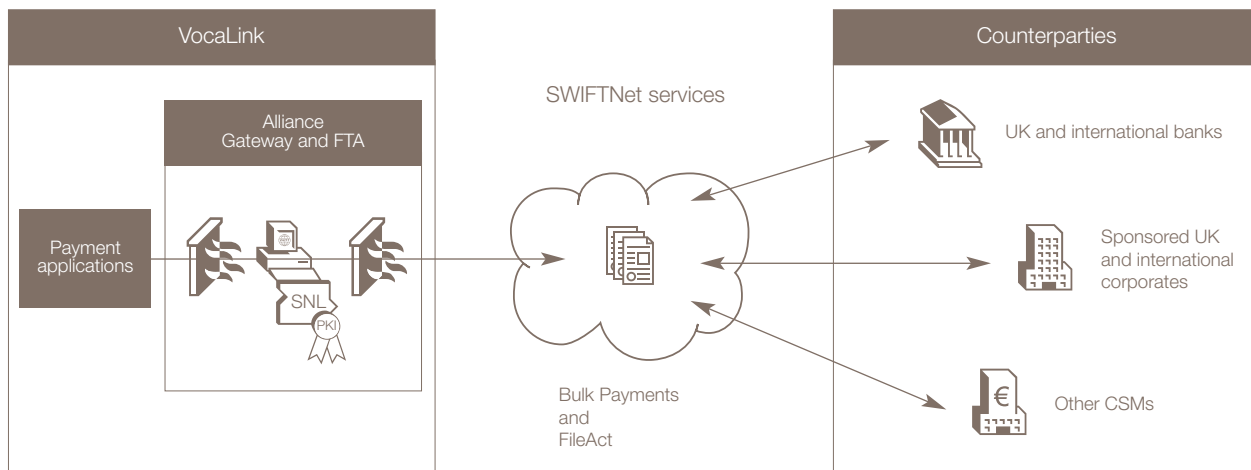 VocaLink
Alliance
Gateway and FTA
Payment
applications
SNL
PKI
SWIFTNet services
Bulk Payments
and
FileAct
Counterparties
UK and international banks
Sponsored UK
and international
corporates
€
Other CSMs